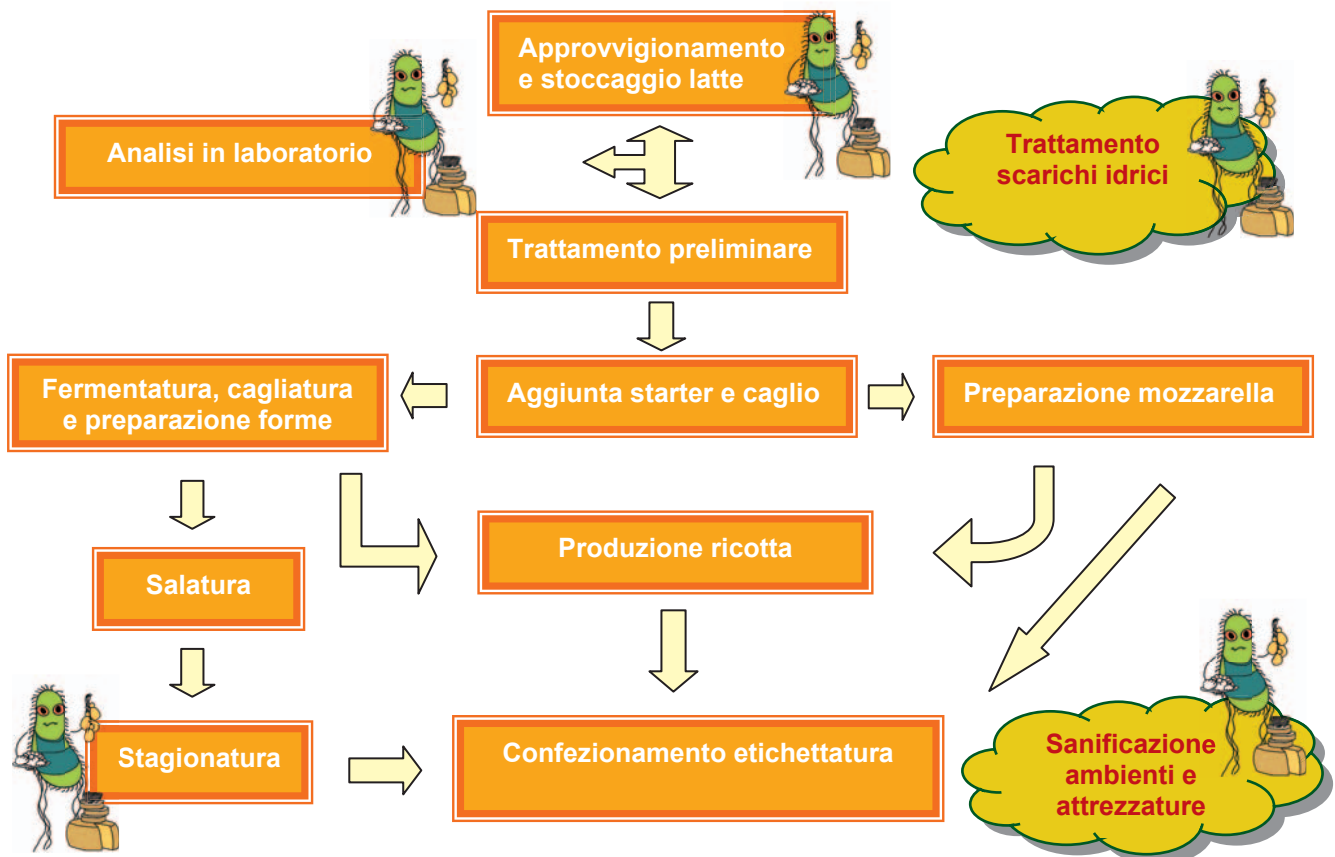 Approvvigionamento
e stoccaggio latte
Analisi in laboratorio
Trattamento
scarichi idrici
Trattamento preliminare
Fermentatura, cagliatura
e preparazione forme
Aggiunta starter e caglio
Preparazione mozzarella
Produzione ricotta
Salatura
Stagionatura
Confezionamento etichettatura
Sanificazione
ambienti e
attrezzature